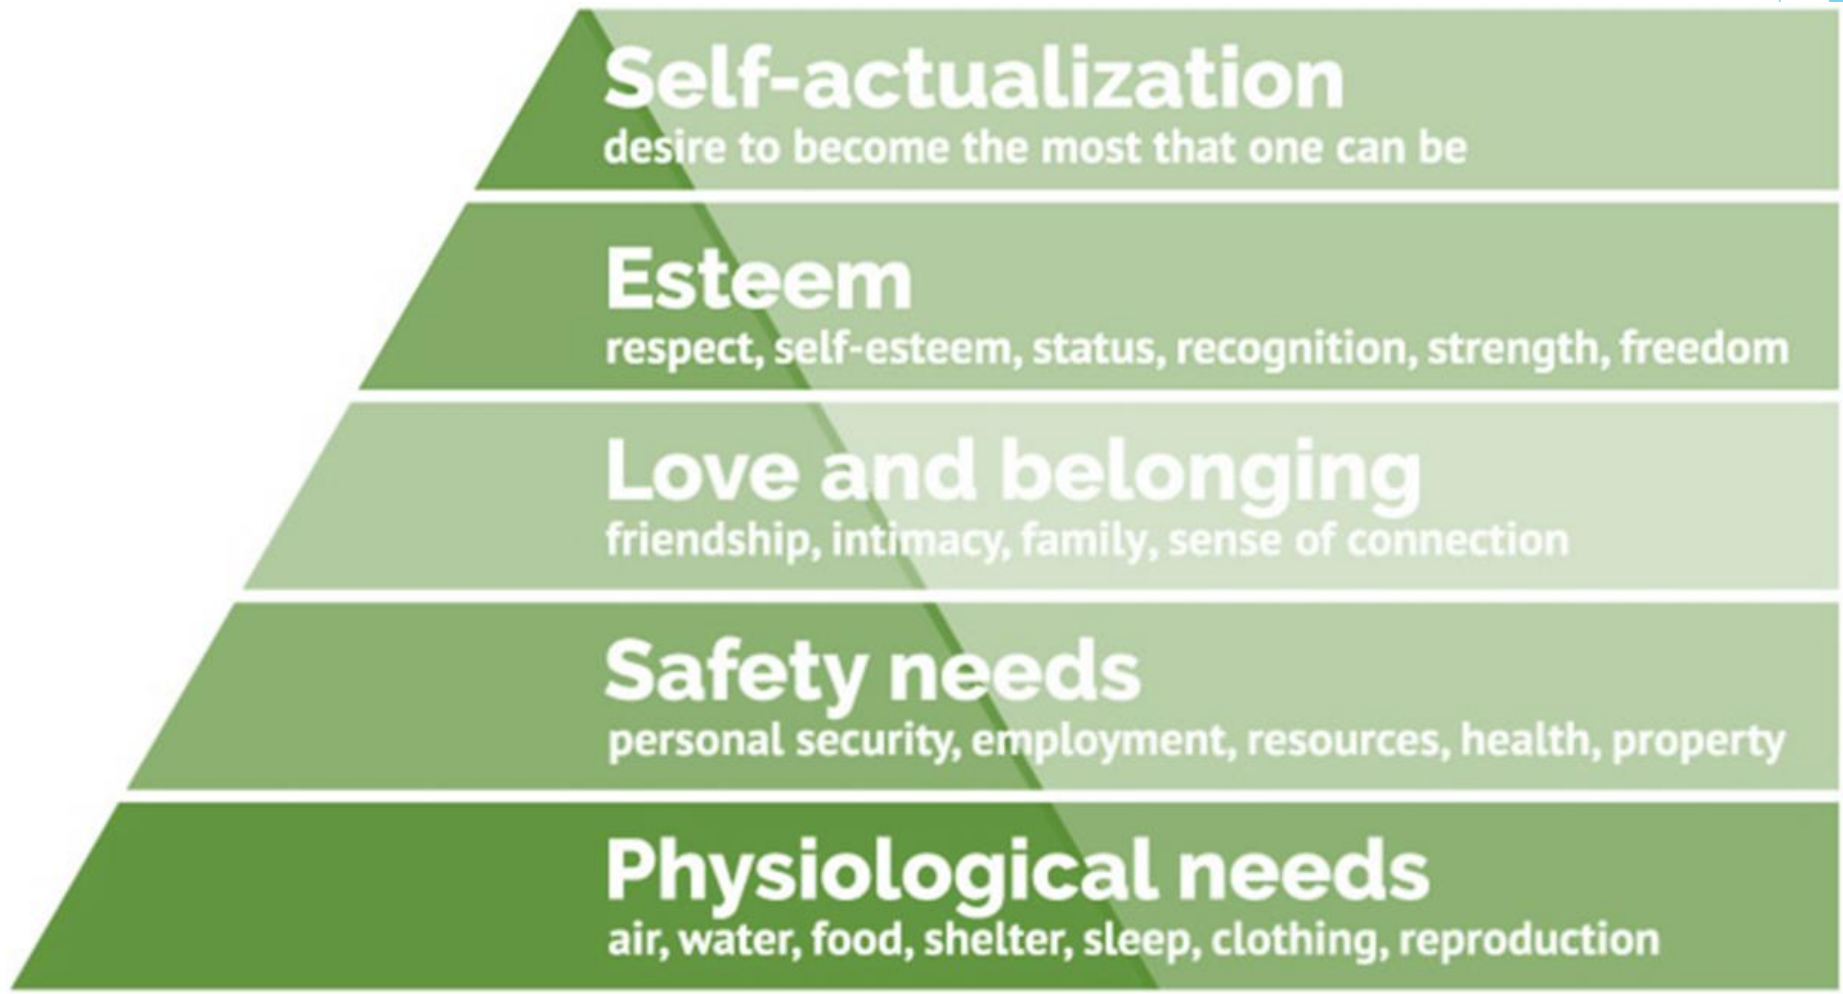 Self-actualization
desire to become the most that one can be
Esteem
respect, self-esteem, status, recognition, strength, freedom
Love and belonging
friendship, intimacy, family, sense of connection
Safety needs
personal security, employment, resources, health, property
Physiological needs
air, water, food, shelter, sleep, clothing, reproduction